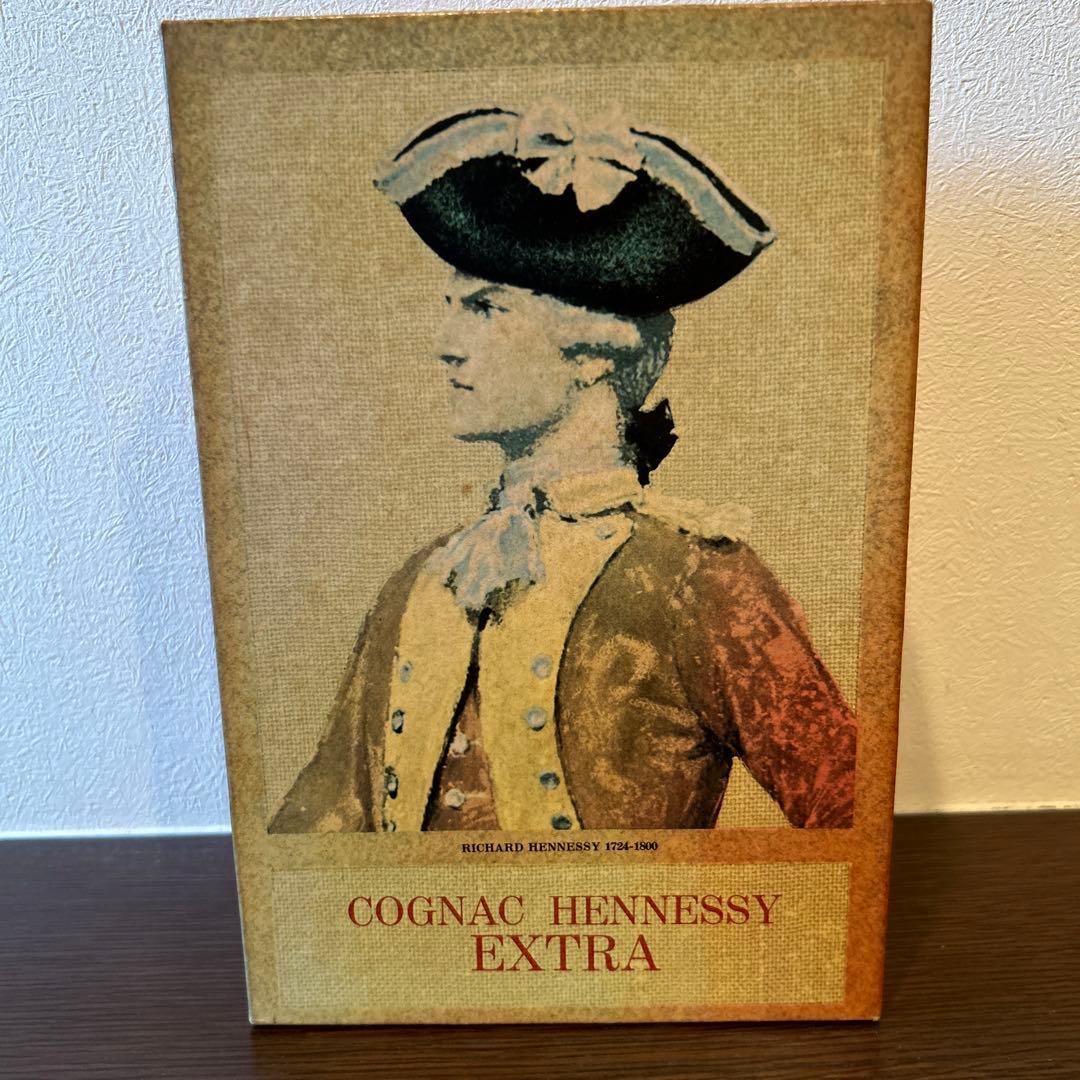 RICHARD HENNESSY 1724-1800
COGNAC HENNESSY
EXTRA